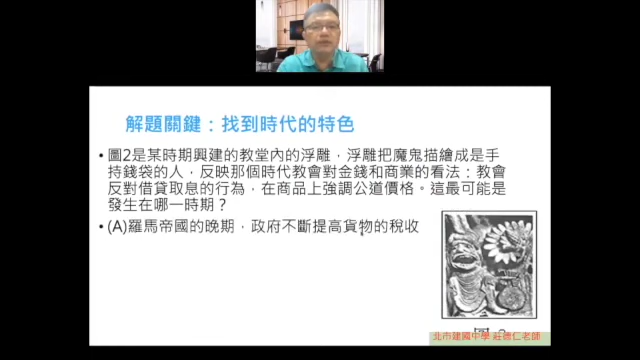 解題關鍵：找到時代的特色
• 圖2是某時期興建的教堂內的浮雕，浮雕把魔鬼描繪成是手
持錢袋的人，反映那個時代教會對金錢和商業的看法：教會
反對借貸取息的行為，在商品上強調公道價格。這最可能是
發生在哪一時期？
• (A)羅馬帝國的晚期，政府不斷提高貨物的稅收
北市建國中學 莊德仁老師